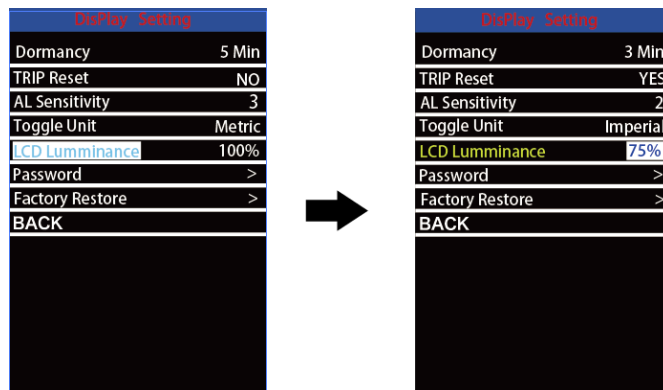 DisPlay Setting
Dormancy 5 Min
TRIP Reset NO
AL Sensitivity 3
Toggle Unit Metric
LCD Lumminance 100%
Password >
Factory Restore >
BACK
DisPlay Setting
Dormancy 3 Min
TRIP Reset YES
AL Sensitivity 2
Toggle Unit Imperial
LCD Lumminance 75%
Password >
Factory Restore >
BACK